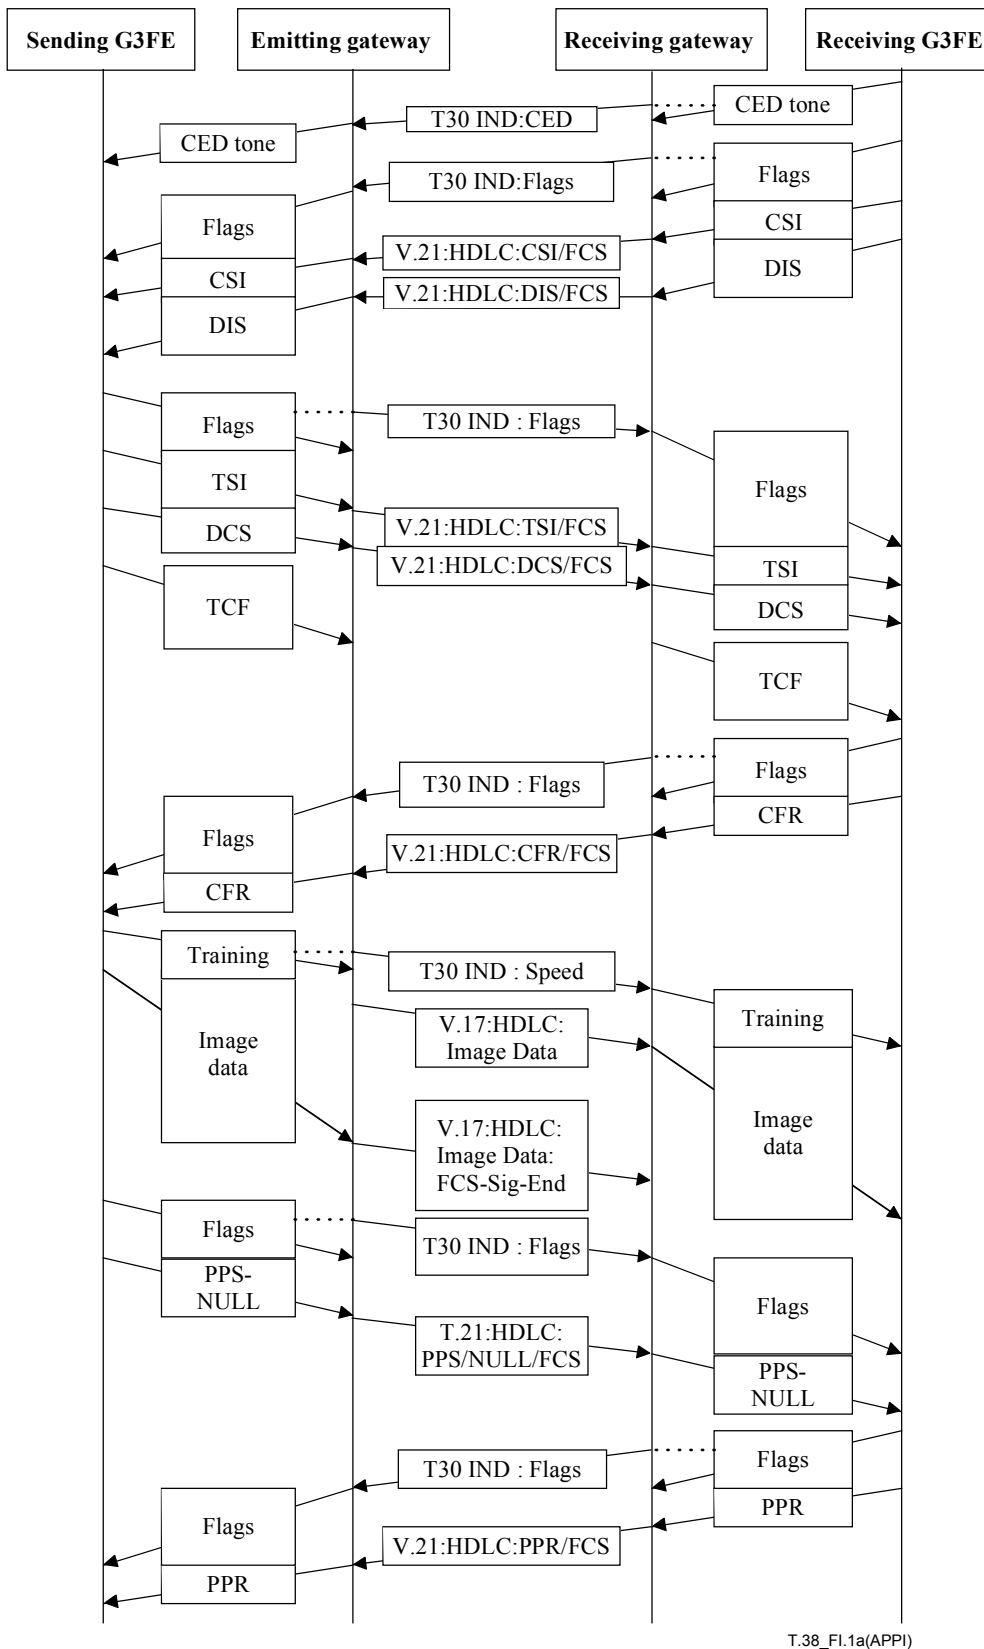 Sending G3FE
Emitting gateway
Receiving gateway
Receiving G3FE
CED tone
T30 IND:CED
CED tone
Flags
T30 IND:Flags
Flags
CSI
V.21:HDLC:CSI/FCS
DIS
CSI
V.21:HDLC:DIS/FCS
DIS
Flags
T30 IND : Flags
TSI
Flags
DCS
V.21:HDLC:TSI/FCS
V.21:HDLC:DCS/FCS
TSI
TCF
DCS
TCF
Flags
T30 IND : Flags
CFR
Flags
V.21:HDLC:CFR/FCS
CFR
Training
T30 IND : Speed
Training
V.17:HDLC:
Image Data
Image
data
V.17:HDLC:
Image Data:
FCS-Sig-End
Image
data
Flags
T30 IND : Flags
PPS-
NULL
Flags
T.21:HDLC:
PPS/NULL/FCS
PPS-
NULL
Flags
T30 IND : Flags
PPR
Flags
V.21:HDLC:PPR/FCS
PPR
T.38_FI.1a(APPI)